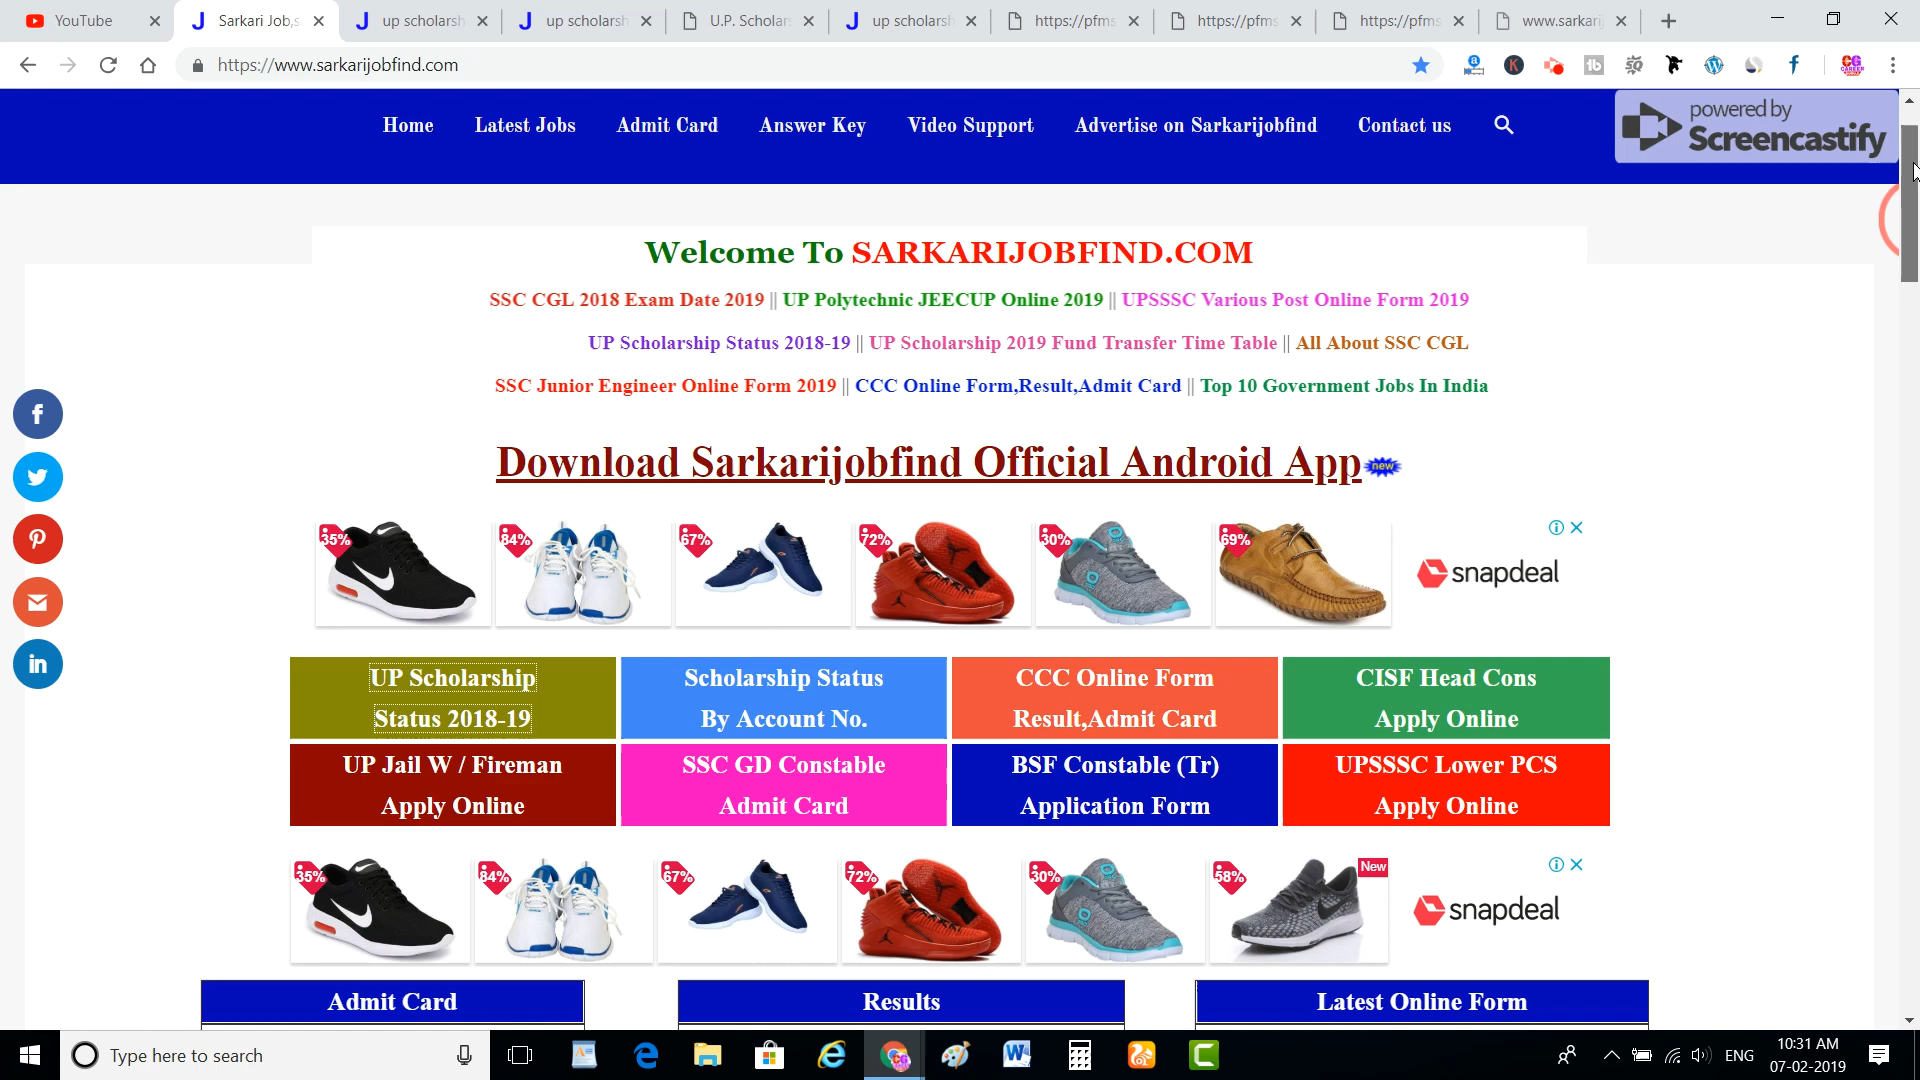 YouTube
Sarkari Job,s
up scholarsh
up scholarsh
U.P. Scholar
up scholarsh
https://pfms
https://pfms
https://pfms
www.sarkari
https://www.sarkarijobfind.com
Home
Latest Jobs
Admit Card
Answer Key
Video Support
Advertise on Sarkarijobfind
Contact us
powered by
Screencastify
Welcome To SARKARIJOBFIND.COM
SSC CGL 2018 Exam Date 2019 || UP Polytechnic JEECUP Online 2019 || UPSSSC Various Post Online Form 2019
UP Scholarship Status 2018-19 || UP Scholarship 2019 Fund Transfer Time Table || All About SSC CGL
SSC Junior Engineer Online Form 2019 || CCC Online Form,Result,Admit Card || Top 10 Government Jobs In India
Download Sarkarijobfind Official Android App new
35%
84%
67%
72%
30%
69%
snapdeal
UP Scholarship
Status 2018-19
Scholarship Status
By Account No.
CCC Online Form
Result,Admit Card
CISF Head Cons
Apply Online
UP Jail W / Fireman
Apply Online
SSC GD Constable
Admit Card
BSF Constable (Tr)
Application Form
UPSSSC Lower PCS
Apply Online
35%
84%
67%
72%
30%
58%
New
snapdeal
Admit Card
Results
Latest Online Form
Type here to search
ENG
10:31 AM
07-02-2019